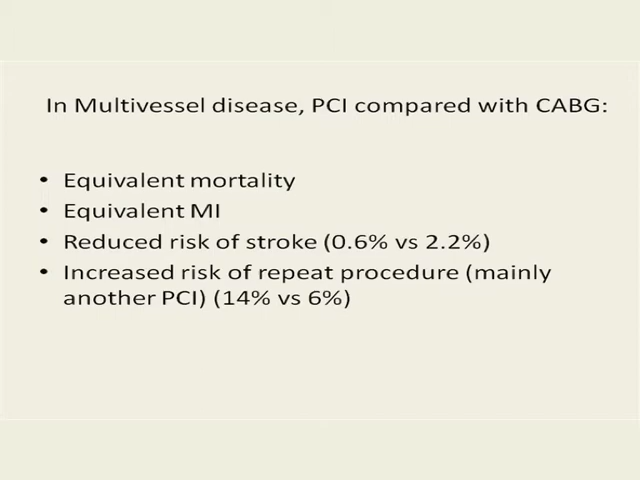 In Multivessel disease, PCI compared with CABG:
• Equivalent mortality
• Equivalent MI
• Reduced risk of stroke (0.6% vs 2.2%)
• Increased risk of repeat procedure (mainly
another PCI) (14% vs 6%)